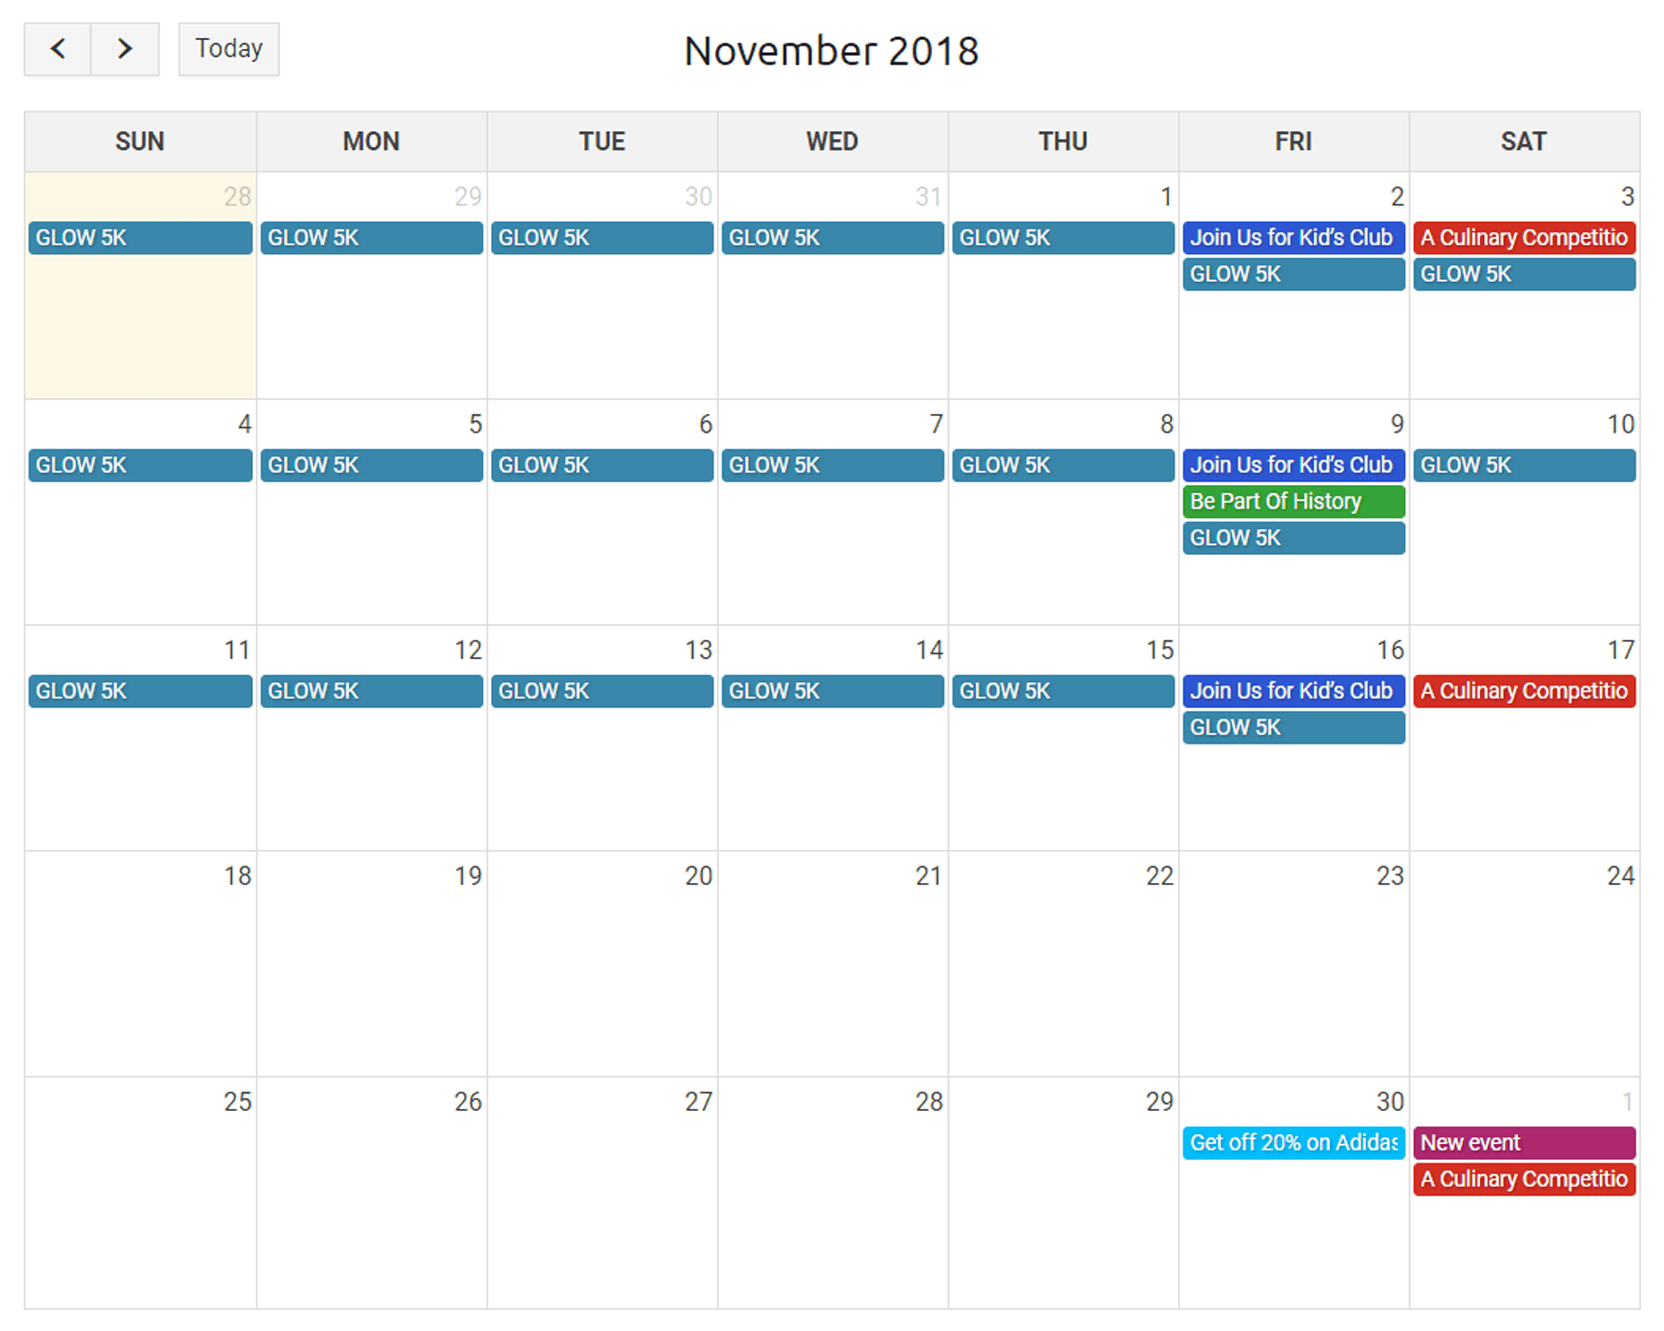 Today
November 2018
SUN MON TUE WED THU FRI SAT
28 29 30 31 1 2 3
GLOW 5K GLOW 5K GLOW 5K GLOW 5K GLOW 5K Join Us for Kid's Club A Culinary Competitio
GLOW 5K GLOW 5K
4 5 6 7 8 9 10
GLOW 5K GLOW 5K GLOW 5K GLOW 5K GLOW 5K Join Us for Kid's Club GLOW 5K
Be Part Of History
GLOW 5K
11 12 13 14 15 16 17
GLOW 5K GLOW 5K GLOW 5K GLOW 5K GLOW 5K Join Us for Kid's Club A Culinary Competitio
GLOW 5K
18 19 20 21 22 23 24
25 26 27 28 29 30 1
Get off 20% on Adidas New event
A Culinary Competitio